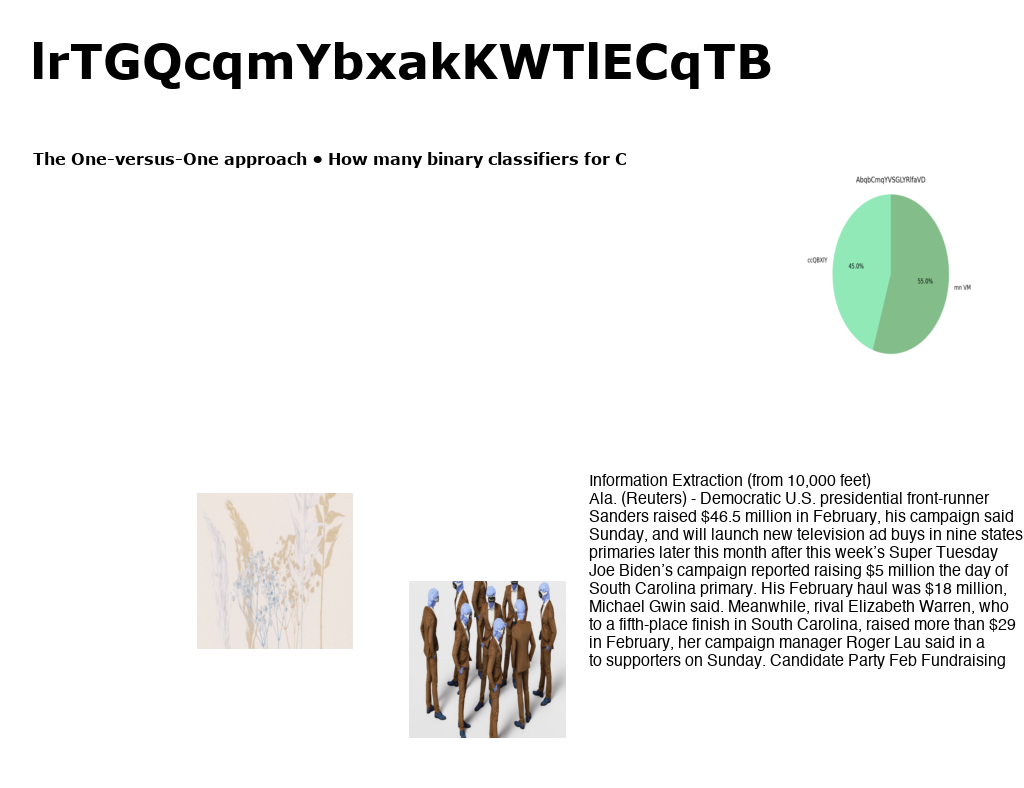 lrTGQcqmYbxakKWTlECqTB
The One-versus-One approach • How many binary classifiers for C
AbqbCmqYVSGLYRlfaVD
ccQBXIY
45.0%
55.0%
mn VM
Information Extraction (from 10,000 feet)
Ala. (Reuters) - Democratic U.S. presidential front-runner
Sanders raised $46.5 million in February, his campaign said
Sunday, and will launch new television ad buys in nine states
primaries later this month after this week’s Super Tuesday
Joe Biden’s campaign reported raising $5 million the day of
South Carolina primary. His February haul was $18 million,
Michael Gwin said. Meanwhile, rival Elizabeth Warren, who
to a fifth-place finish in South Carolina, raised more than $29
in February, her campaign manager Roger Lau said in a
to supporters on Sunday. Candidate Party Feb Fundraising